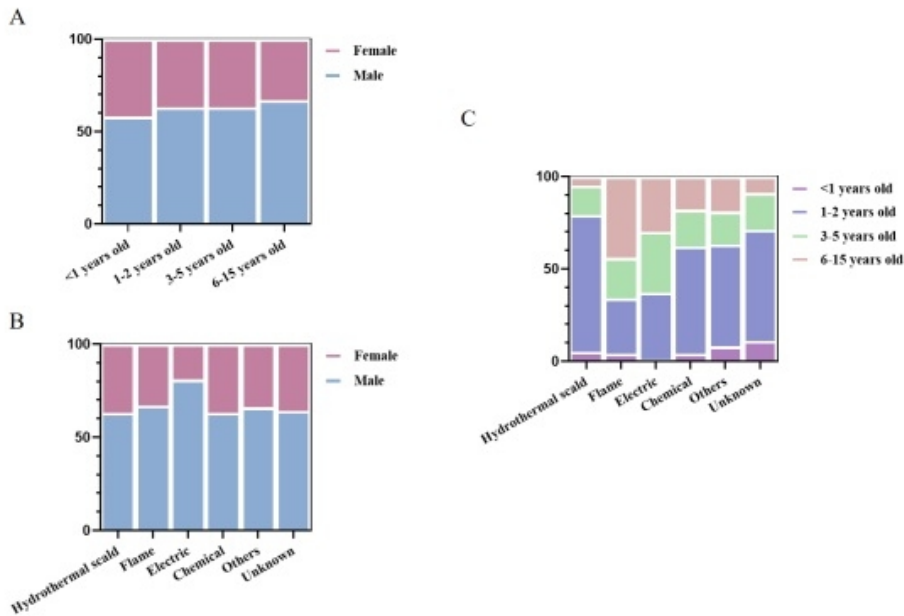 A
100
50
0
<1 years old
1-2 years old
3-5 years old
6-15 years old
Female
Male
B
100
50
0
Hydrothermal scald
Flame
Electric
Chemical
Others
Unknown
Female
Male
C
100
50
0
Hydrothermal scald
Flame
Electric
Chemical
Others
Unknown
<1 years old
1-2 years old
3-5 years old
6-15 years old